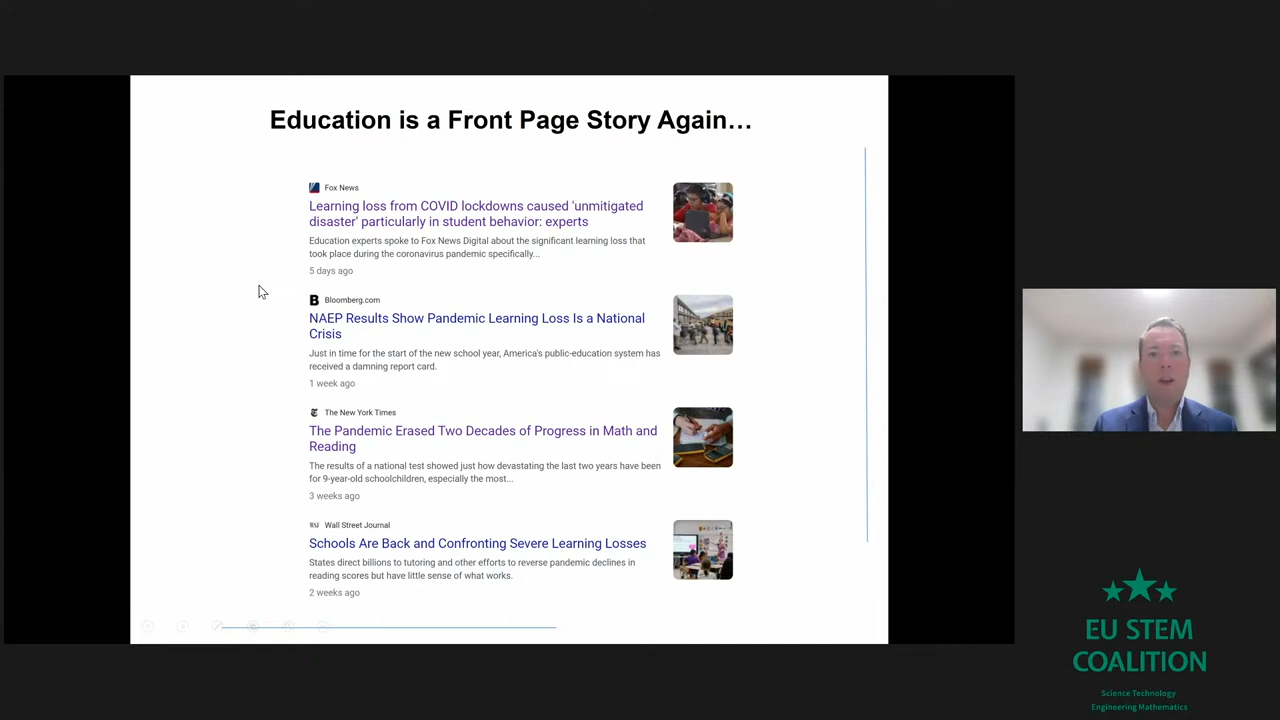 Education is a Front Page Story Again...
Fox News
Learning loss from COVID lockdowns caused 'unmitigated
disaster' particularly in student behavior: experts
Education experts spoke to Fox News Digital about the significant learning loss that
took place during the coronavirus pandemic specifically...
5 days ago
B Bloomberg.com
NAEP Results Show Pandemic Learning Loss Is a National
Crisis
Just in time for the start of the new school year, America's public-education system has
received a damning report card.
1 week ago
The New York Times
The Pandemic Erased Two Decades of Progress in Math and
Reading
The results of a national test showed just how devastating the last two years have been
for 9-year-old schoolchildren, especially the most...
3 weeks ago
WSJ Wall Street Journal
Schools Are Back and Confronting Severe Learning Losses
States direct billions to tutoring and other efforts to reverse pandemic declines in
reading scores but have little sense of what works.
2 weeks ago
EU STEM
COALITION
Science Technology
Engineering Mathematics